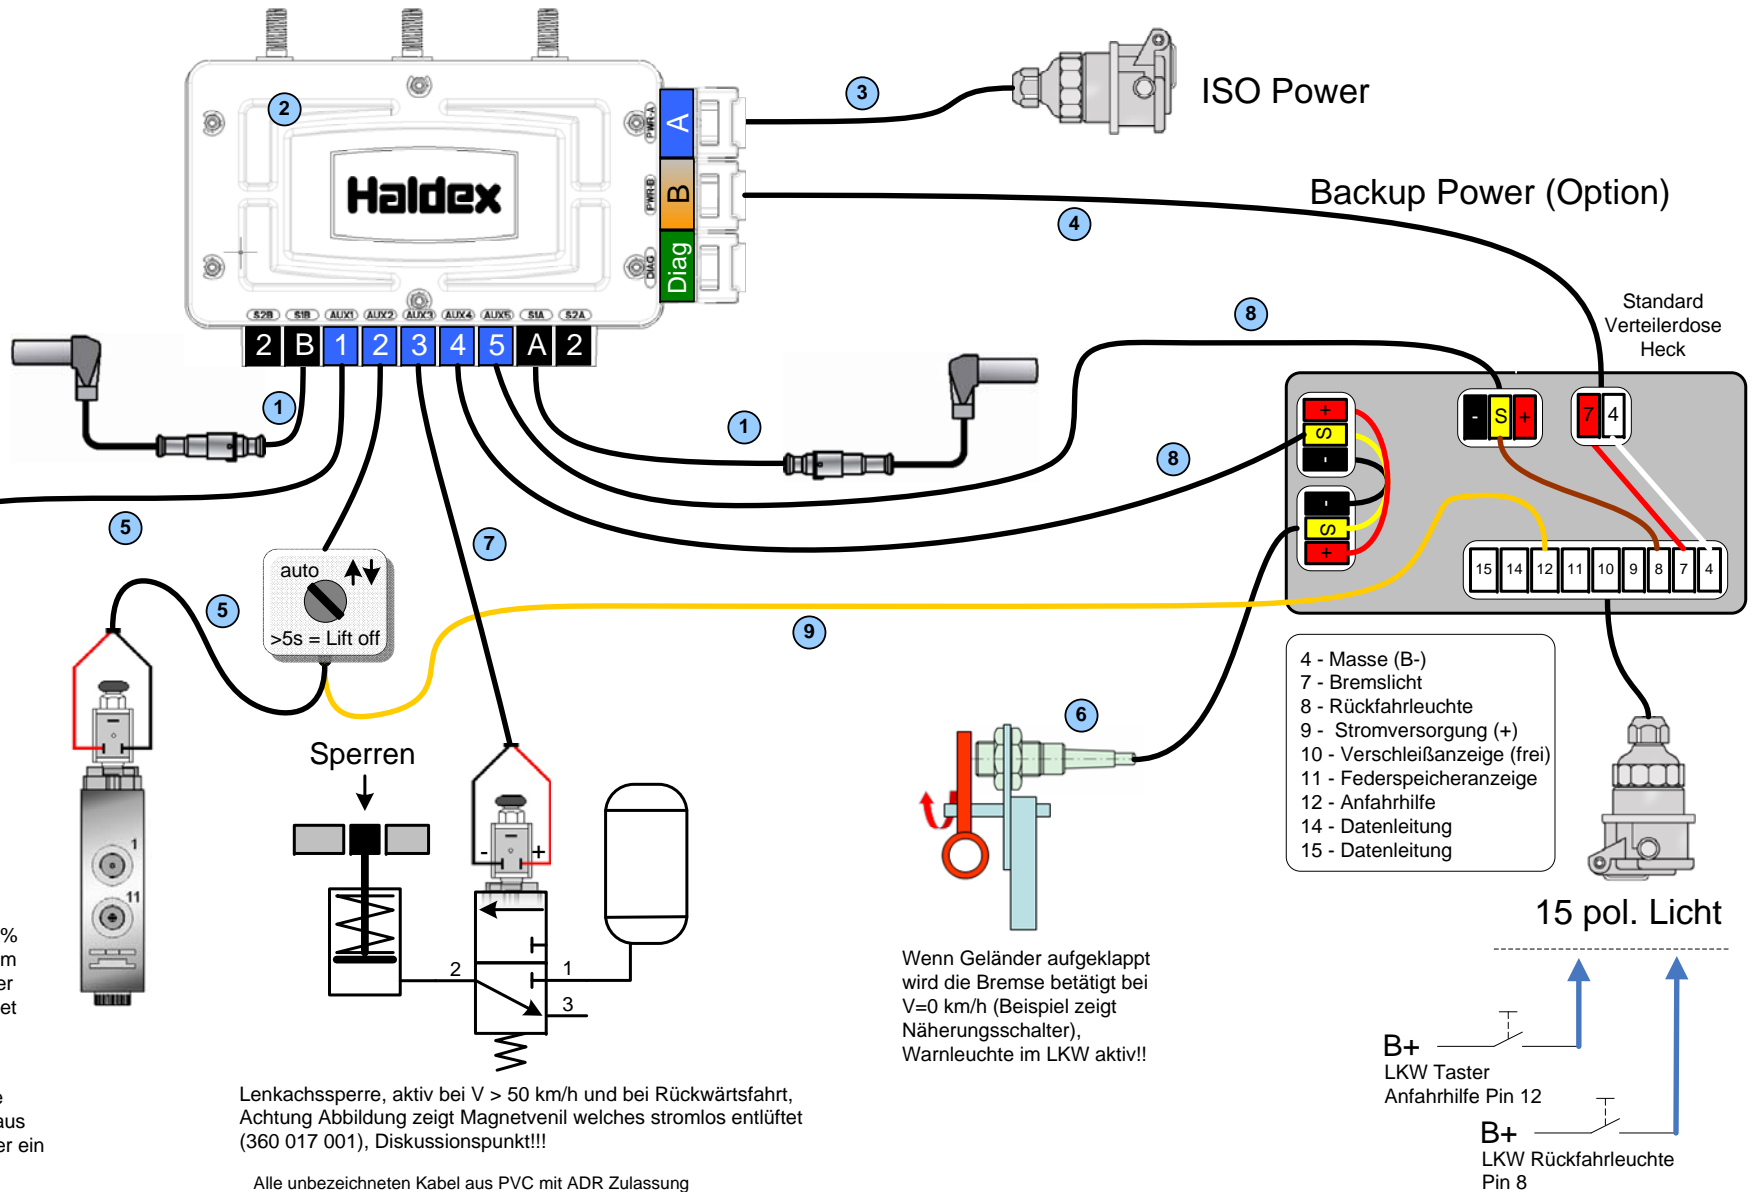 ISO Power
3
2
PWR-A
A
Haldex
PWR-B
B
Backup Power (Option)
4
DIAG
Diag
S2B S1B AUX1 AUX2 AUX3 AUX4 AUX5 S1A S2A
2 B 1 2 3 4 5 A 2
8
Standard
Verteilerdose
Heck
1
1
8
+ S -
- S +
- S +
7 4
5
7
auto
>5s = Lift off
5
9
15 14 12 11 10 9 8 7 4
4 - Masse (B-)
7 - Bremslicht
8 - Rückfahrleuchte
9 - Stromversorgung (+)
10 - Verschleißanzeige (frei)
11 - Federspeicheranzeige
12 - Anfahrhilfe
14 - Datenleitung
15 - Datenleitung
6
Sperren
- +
1
11
2
1
3
15 pol. Licht
%
m
er
et
e
aus
er ein
Wenn Geländer aufgeklappt
wird die Bremse betätigt bei
V=0 km/h (Beispiel zeigt
Näherungsschalter),
Warnleuchte im LKW aktiv!!
B+
LKW Taster
Anfahrhilfe Pin 12
B+
LKW Rückfahrleuchte
Pin 8
Lenkachssperre, aktiv bei V > 50 km/h und bei Rückwärtsfahrt,
Achtung Abbildung zeigt Magnetvenil welches stromlos entlüftet
(360 017 001), Diskussionspunkt!!!
Alle unbezeichneten Kabel aus PVC mit ADR Zulassung